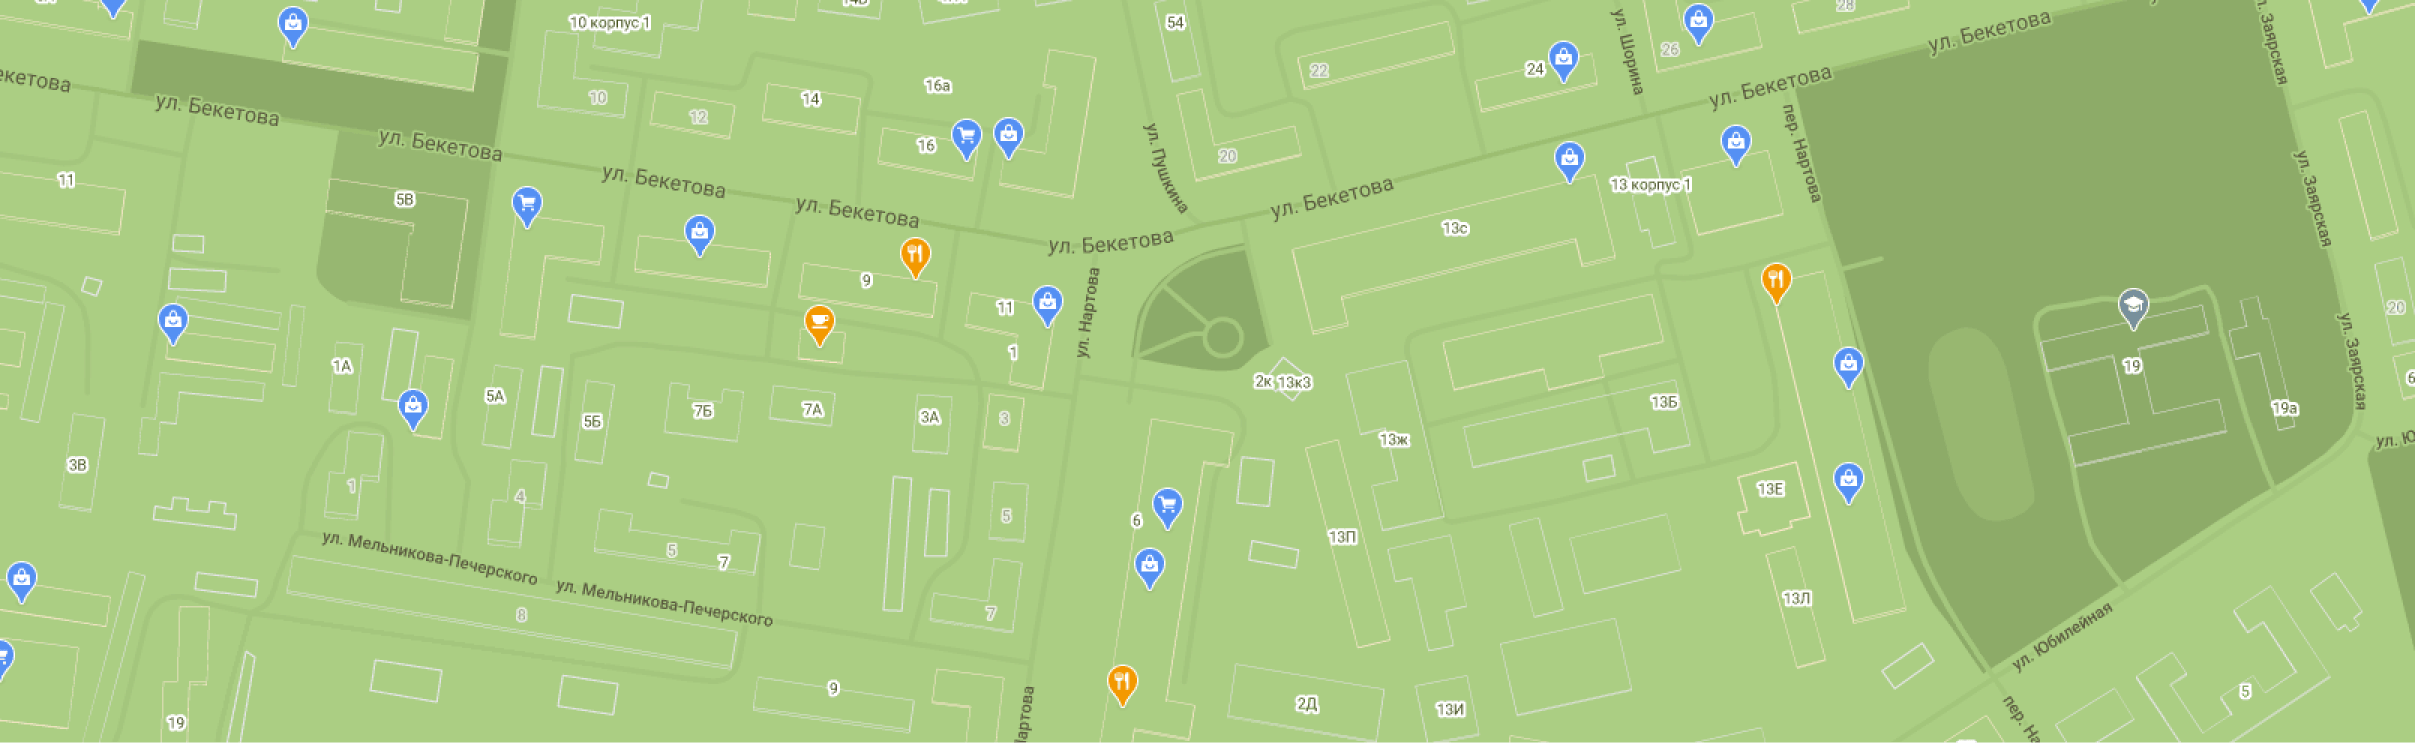 10 корпус 1
54
22
24
ул. Шорина
26
28
ул. Бекетова
ул. Заярская
ул. Бекетова
ул. Бекетова
10
12
14
16а
16
ул. Пушкина
20
ул. Бекетова
пер. Нартова
ул. Бекетова
11
5В
ул. Бекетова
ул. Бекетова
ул. Бекетова
ул. Бекетова
13с
13 корпус 1
ул. Заярская
9
11
1
ул. Нартова
20
ул. Заярская
1А
5А
5Б
7Б
7А
3А
3
2к
13к3
13Б
13ж
19
19а
3В
1
4
5
7
5
6
13П
13Е
13Л
ул. Мельникова-Печерского
ул. Мельникова-Печерского
8
7
9
19
2Д
13И
ул. Юбилейная
5